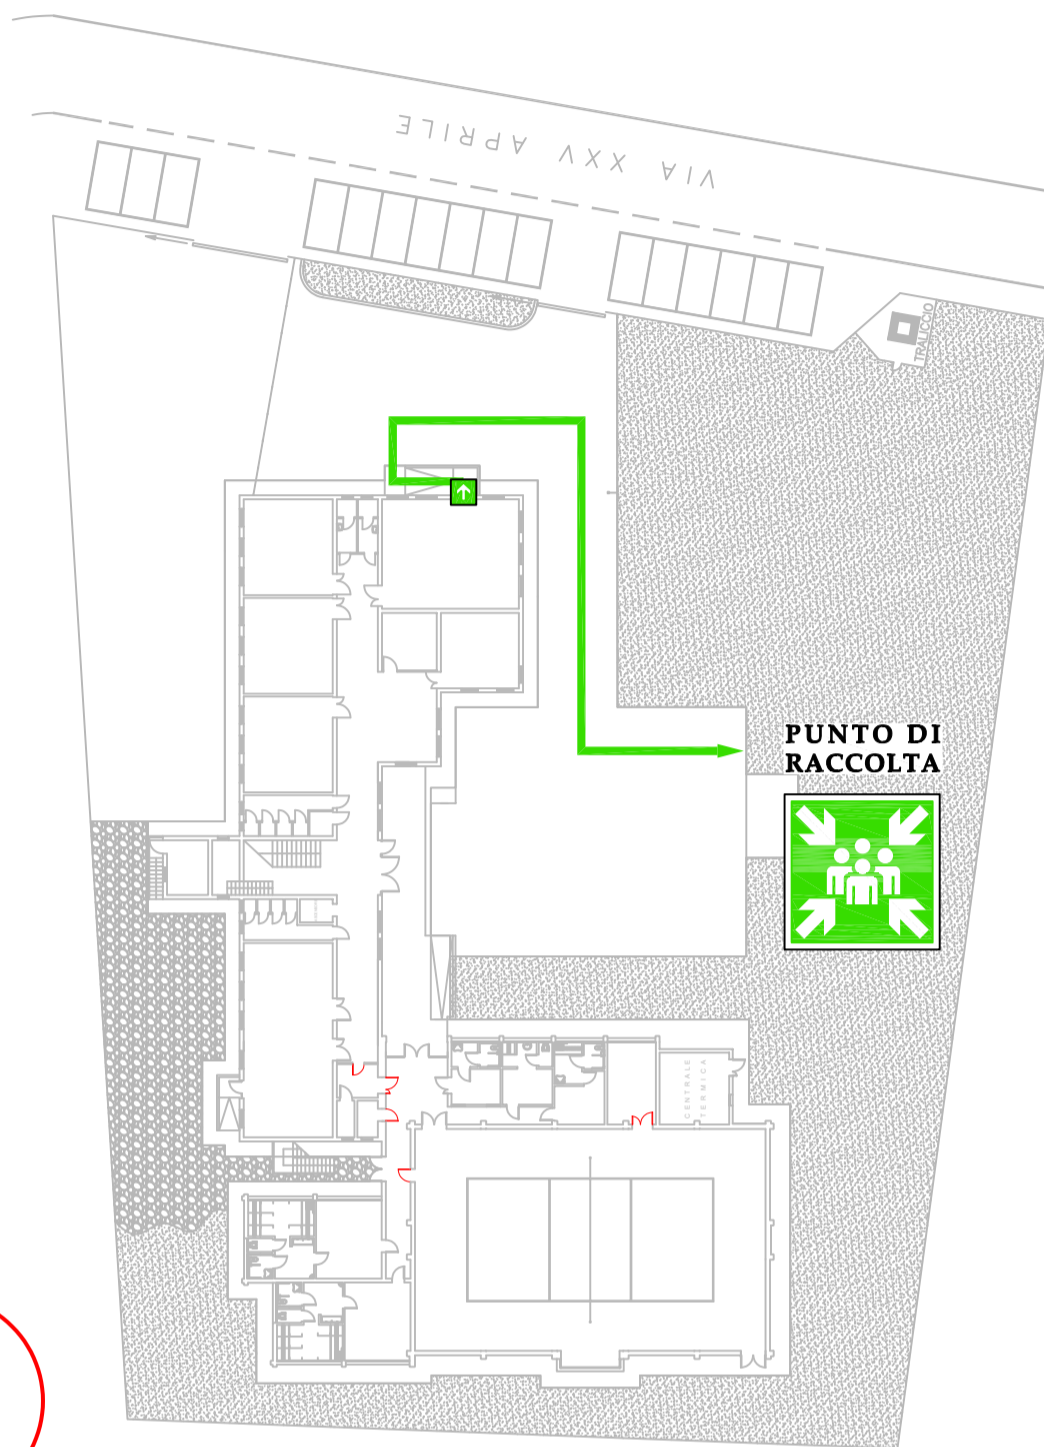 VIA XXV APRILE
TRALICCIO
PUNTO DI
RACCOLTA
CENTRALE
TERMICA